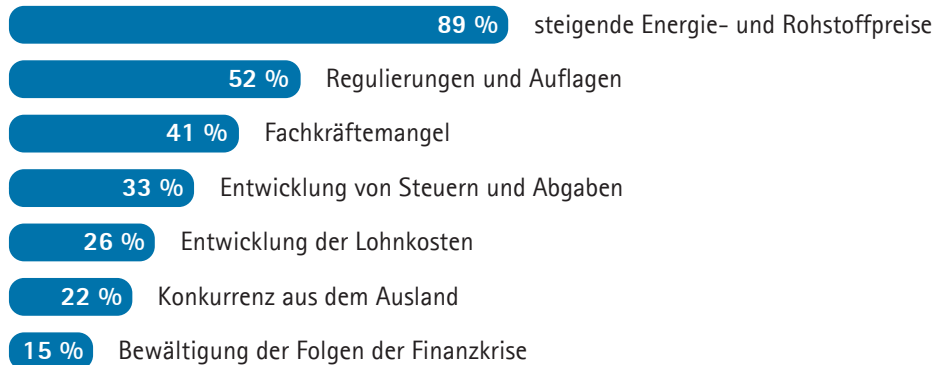 89 % steigende Energie- und Rohstoffpreise
52 % Regulierungen und Auflagen
41 % Fachkräftemangel
33 % Entwicklung von Steuern und Abgaben
26 % Entwicklung der Lohnkosten
22 % Konkurrenz aus dem Ausland
15 % Bewältigung der Folgen der Finanzkrise